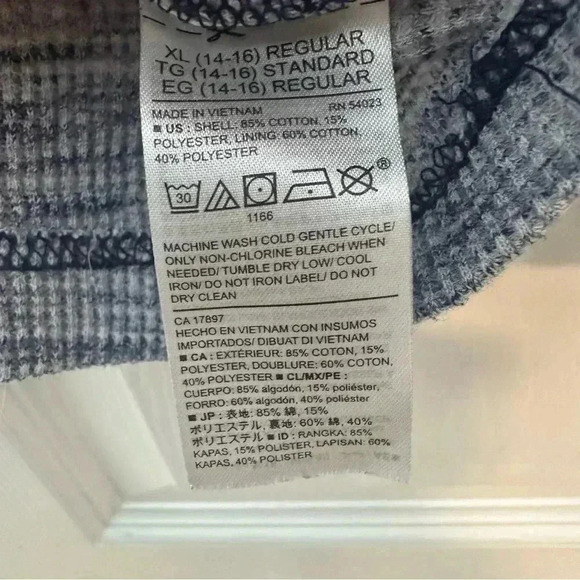 XL (14-16) REGULAR
TG (14-16) STANDARD
EG (14-16) REGULAR
MADE IN VIETNAM RN 54023
■ US : SHELL: 85% COTTON, 15%
POLYESTER, LINING: 60% COTTON,
40% POLYESTER
30 ®
1166
MACHINE WASH COLD GENTLE CYCLE/
ONLY NON-CHLORINE BLEACH WHEN
NEEDED/ TUMBLE DRY LOW/ COOL
IRON/ DO NOT IRON LABEL/ DO NOT
DRY CLEAN
CA 17897
HECHO EN VIETNAM CON INSUMOS
IMPORTADOS/ DIBUAT DI VIETNAM
■ CA : EXTÉRIEUR: 85% COTON, 15%
POLYESTER, DOUBLURE: 60% COTON,
40% POLYESTER ■ CL/MX/PE :
CUERPO: 85% algodón, 15% poliéster,
FORRO: 60% algodón, 40% poliéster
■ JP : 表地: 85% 綿, 15%
ポリエステル, 裏地: 60% 綿, 40%
ポリエステル ■ ID : RANGKA: 85%
KAPAS, 15% POLISTER, LAPISAN: 60%
KAPAS, 40% POLISTER